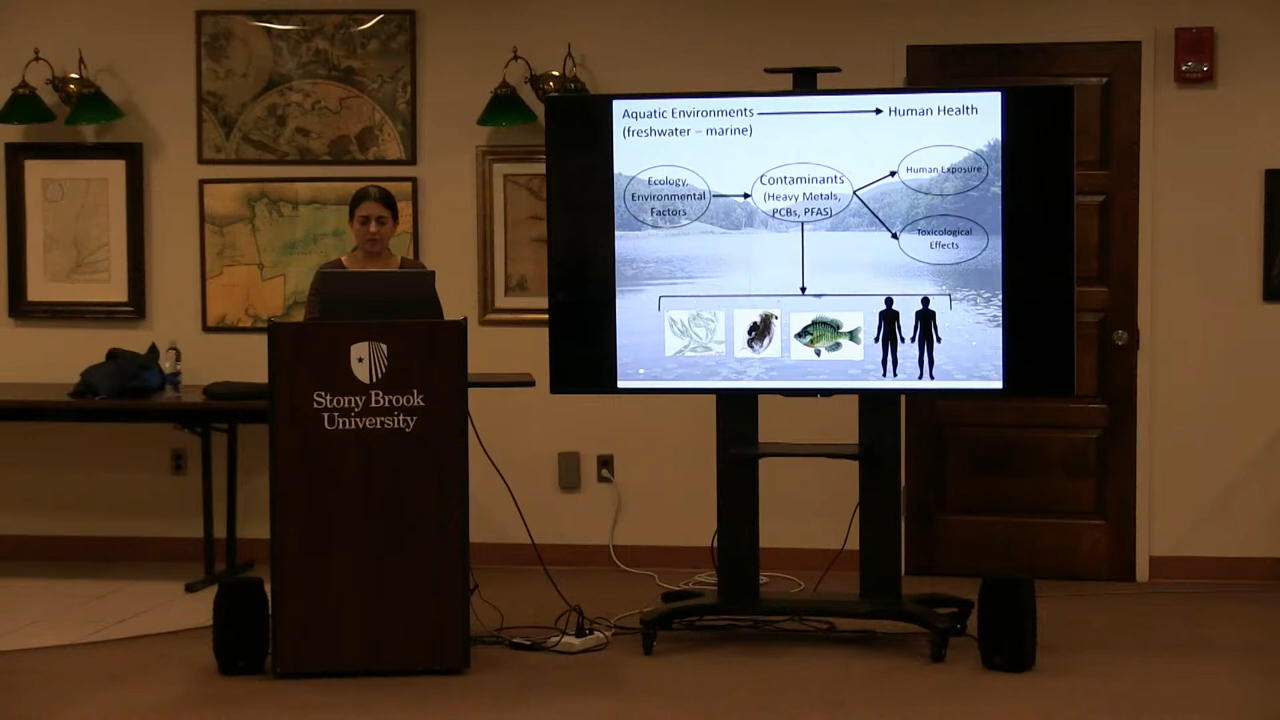 Aquatic Environments
(freshwater – marine)
Human Health
Ecology,
Environmental
Factors
Contaminants
(Heavy Metals,
PCBs, PFAS)
Human Exposure
Toxicological
Effects
Stony Brook
University